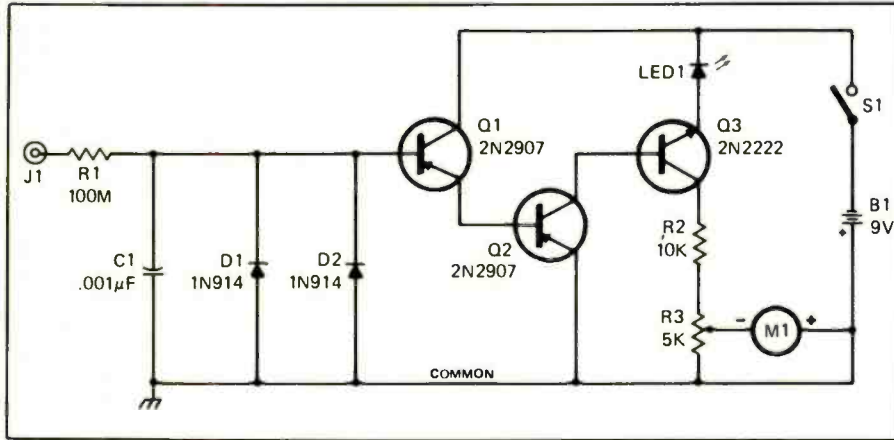 LED1
S1
Q1
2N2907
Q3
2N2222
J1
R1
100M
B1
9V
+
R2
10K
Q2
2N2907
C1
.001µF
D1
1N914
D2
1N914
R3
5K
- M1 +
COMMON